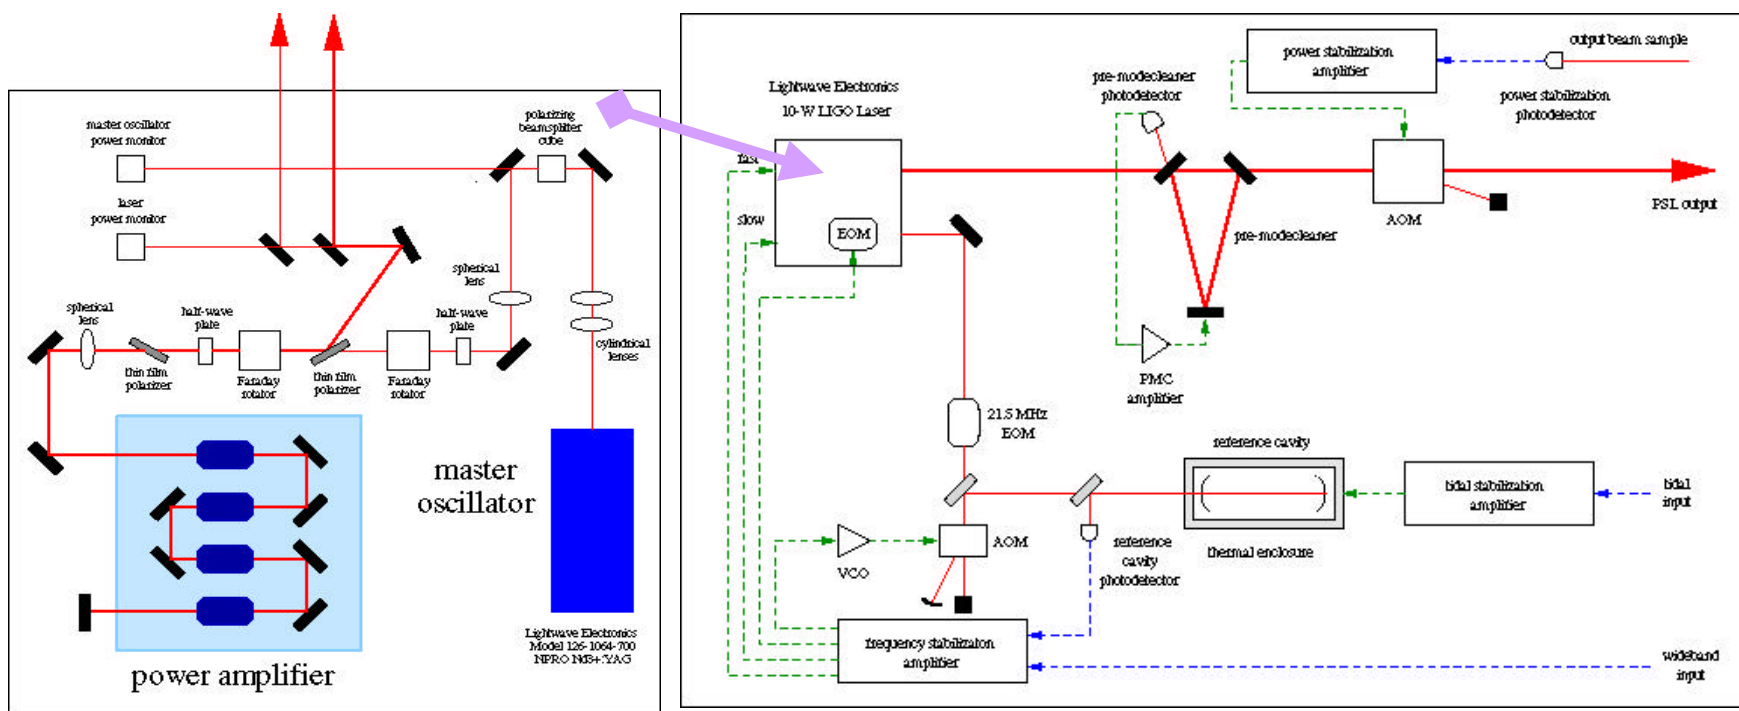 master oscillator
power monitor
polarizing
beamsplitter
cube
laser
power monitor
spherical
lens
spherical
lens
half-wave
plate
half-wave
plate
cylindrical
lenses
thin film
polarizer
Faraday
rotator
thin film
polarizer
Faraday
rotator
master
oscillator
Lightwave Electronics
Model 126-1064-700
NPRO Nd3+:YAG
power amplifier
Lightwave Electronics
10-W LIGO Laser
fast
slow
EOM
pre-modecleaner
photodetector
power stabilization
amplifier
output beam sample
power stabilization
photodetector
AOM
PSL output
pre-modecleaner
PMC
amplifier
21.5 MHz
EOM
reference cavity
thermal enclosure
tidal stabilization
amplifier
tidal
input
AOM
VCO
reference
cavity
photodetector
frequency stabilization
amplifier
wideband
input